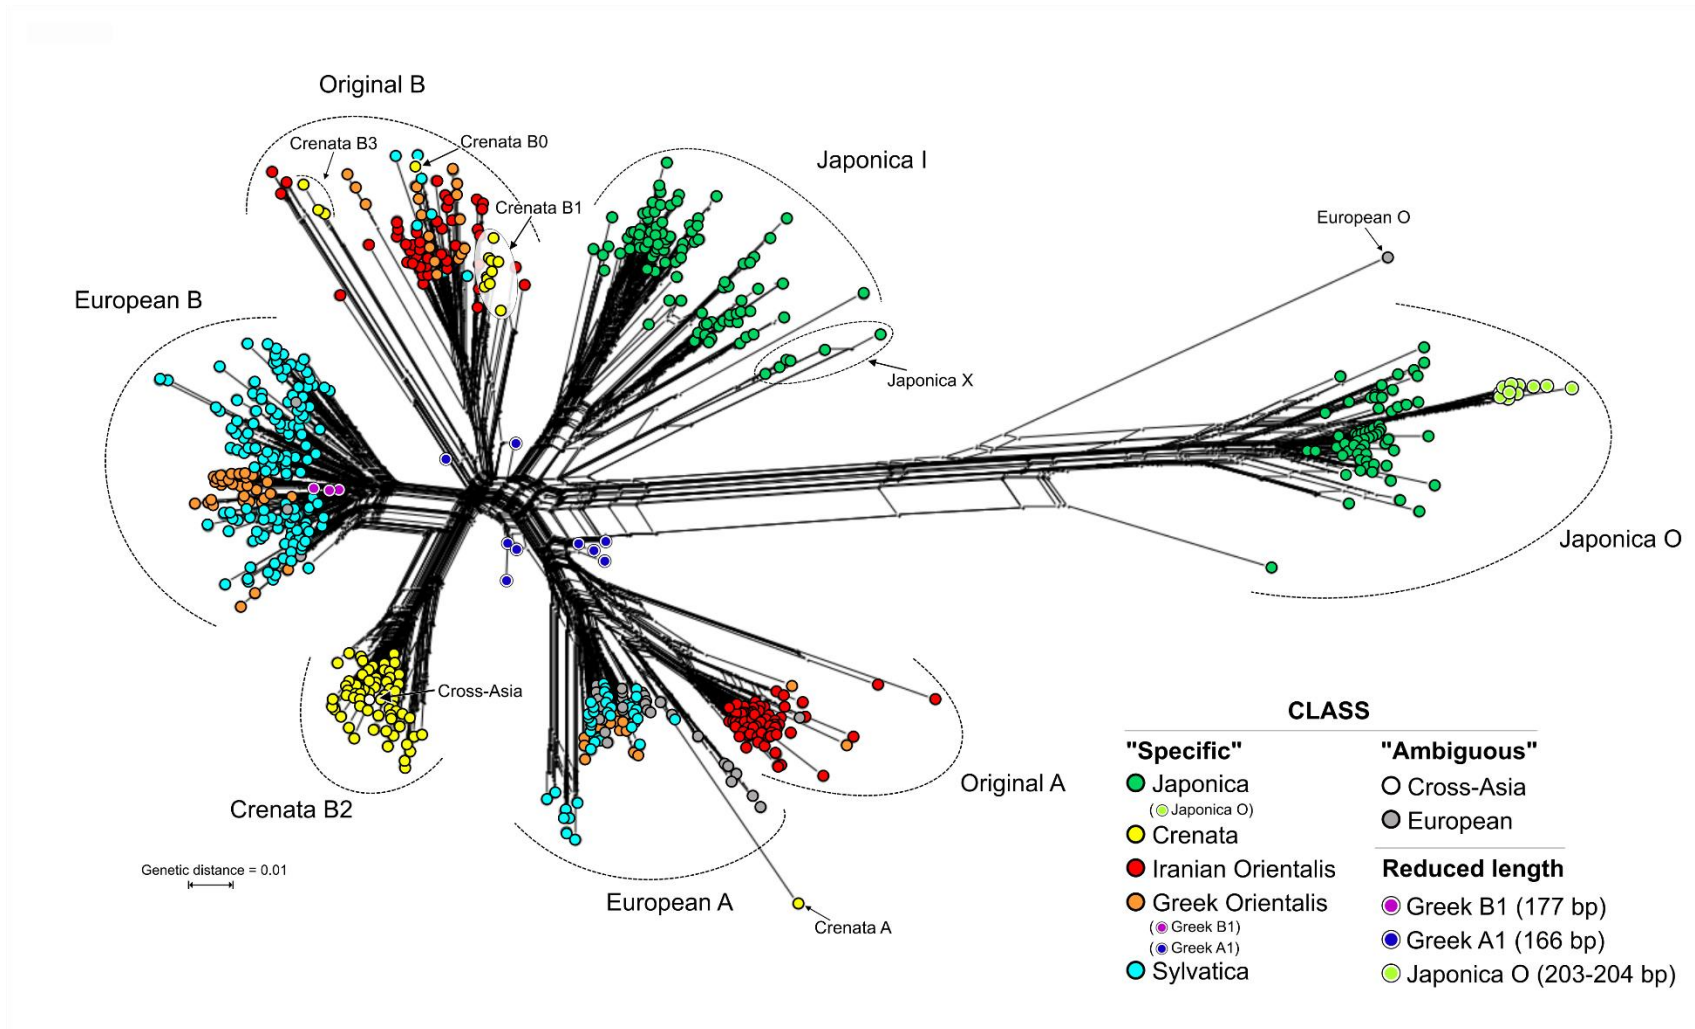 Original B
Crenata B3
Crenata B0
Japonica I
Crenata B1
European O
European B
Japonica X
Japonica O
Cross-Asia
Crenata B2
Original A
European A
Crenata A
Genetic distance = 0.01
CLASS
"Specific"
Japonica
( Japonica O)
Crenata
Iranian Orientalis
Greek Orientalis
( Greek B1)
( Greek A1)
Sylvatica
"Ambiguous"
Cross-Asia
European
Reduced length
Greek B1 (177 bp)
Greek A1 (166 bp)
Japonica O (203-204 bp)